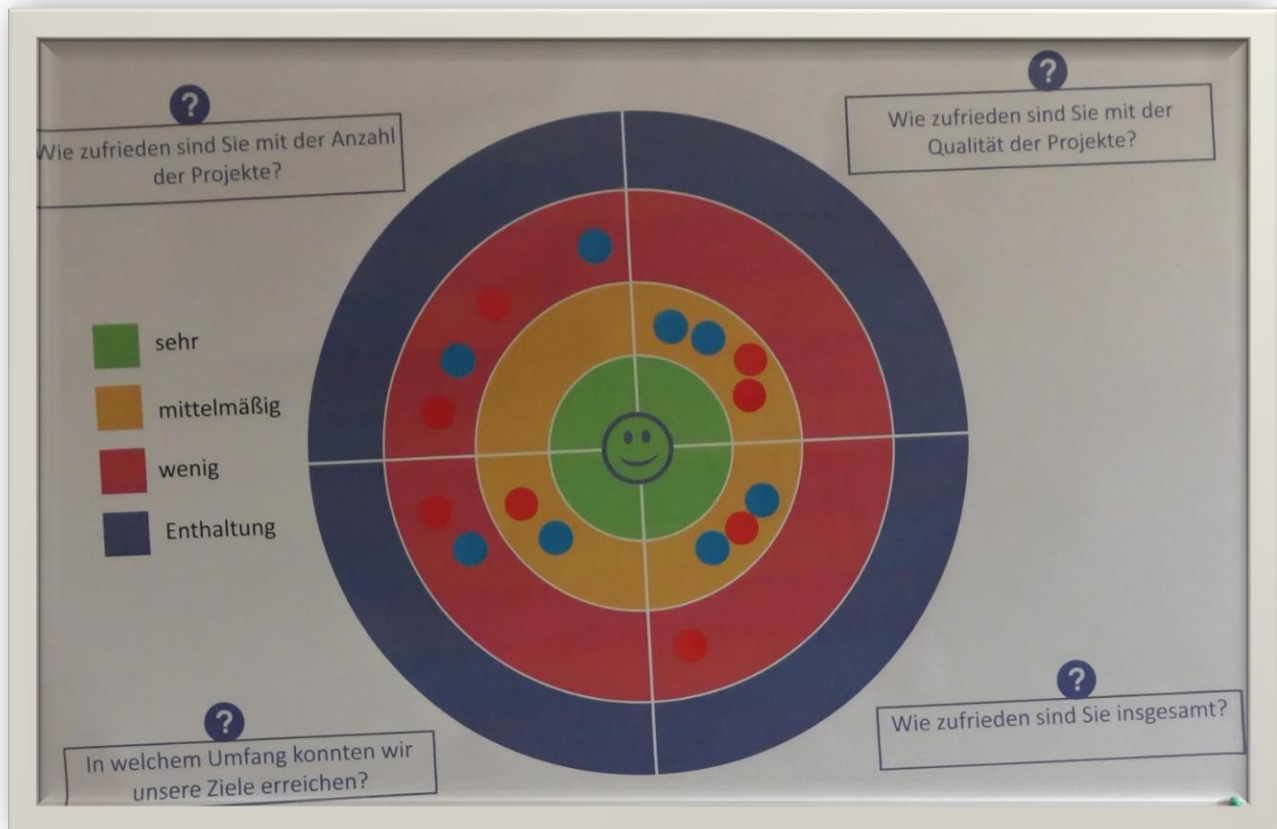 ?
Wie zufrieden sind Sie mit der Anzahl
der Projekte?
?
Wie zufrieden sind Sie mit der
Qualität der Projekte?
sehr
mittelmäßig
wenig
Enthaltung
?
In welchem Umfang konnten wir
unsere Ziele erreichen?
?
Wie zufrieden sind Sie insgesamt?